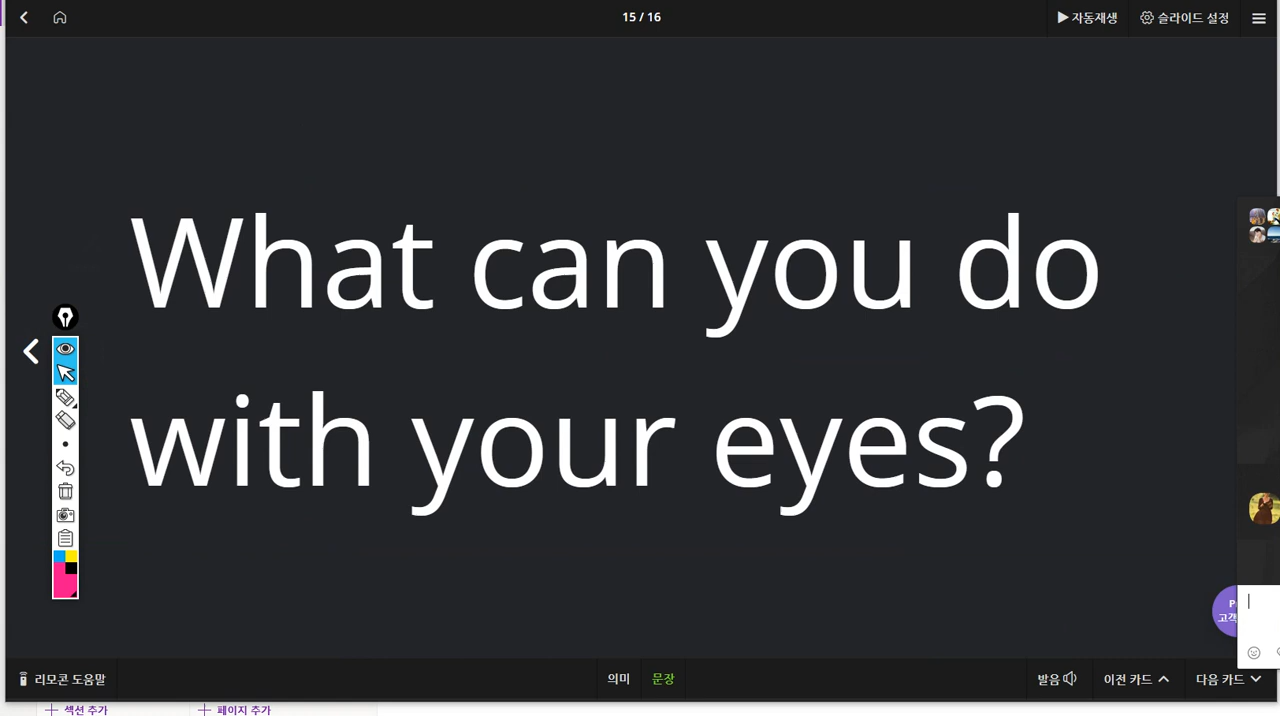 15 / 16
자동재생
슬라이드 설정
What can you do
with your eyes?
고객
리모콘 도움말
의미
문장
발음
이전 카드
다음 카드
섹션 추가
페이지 추가